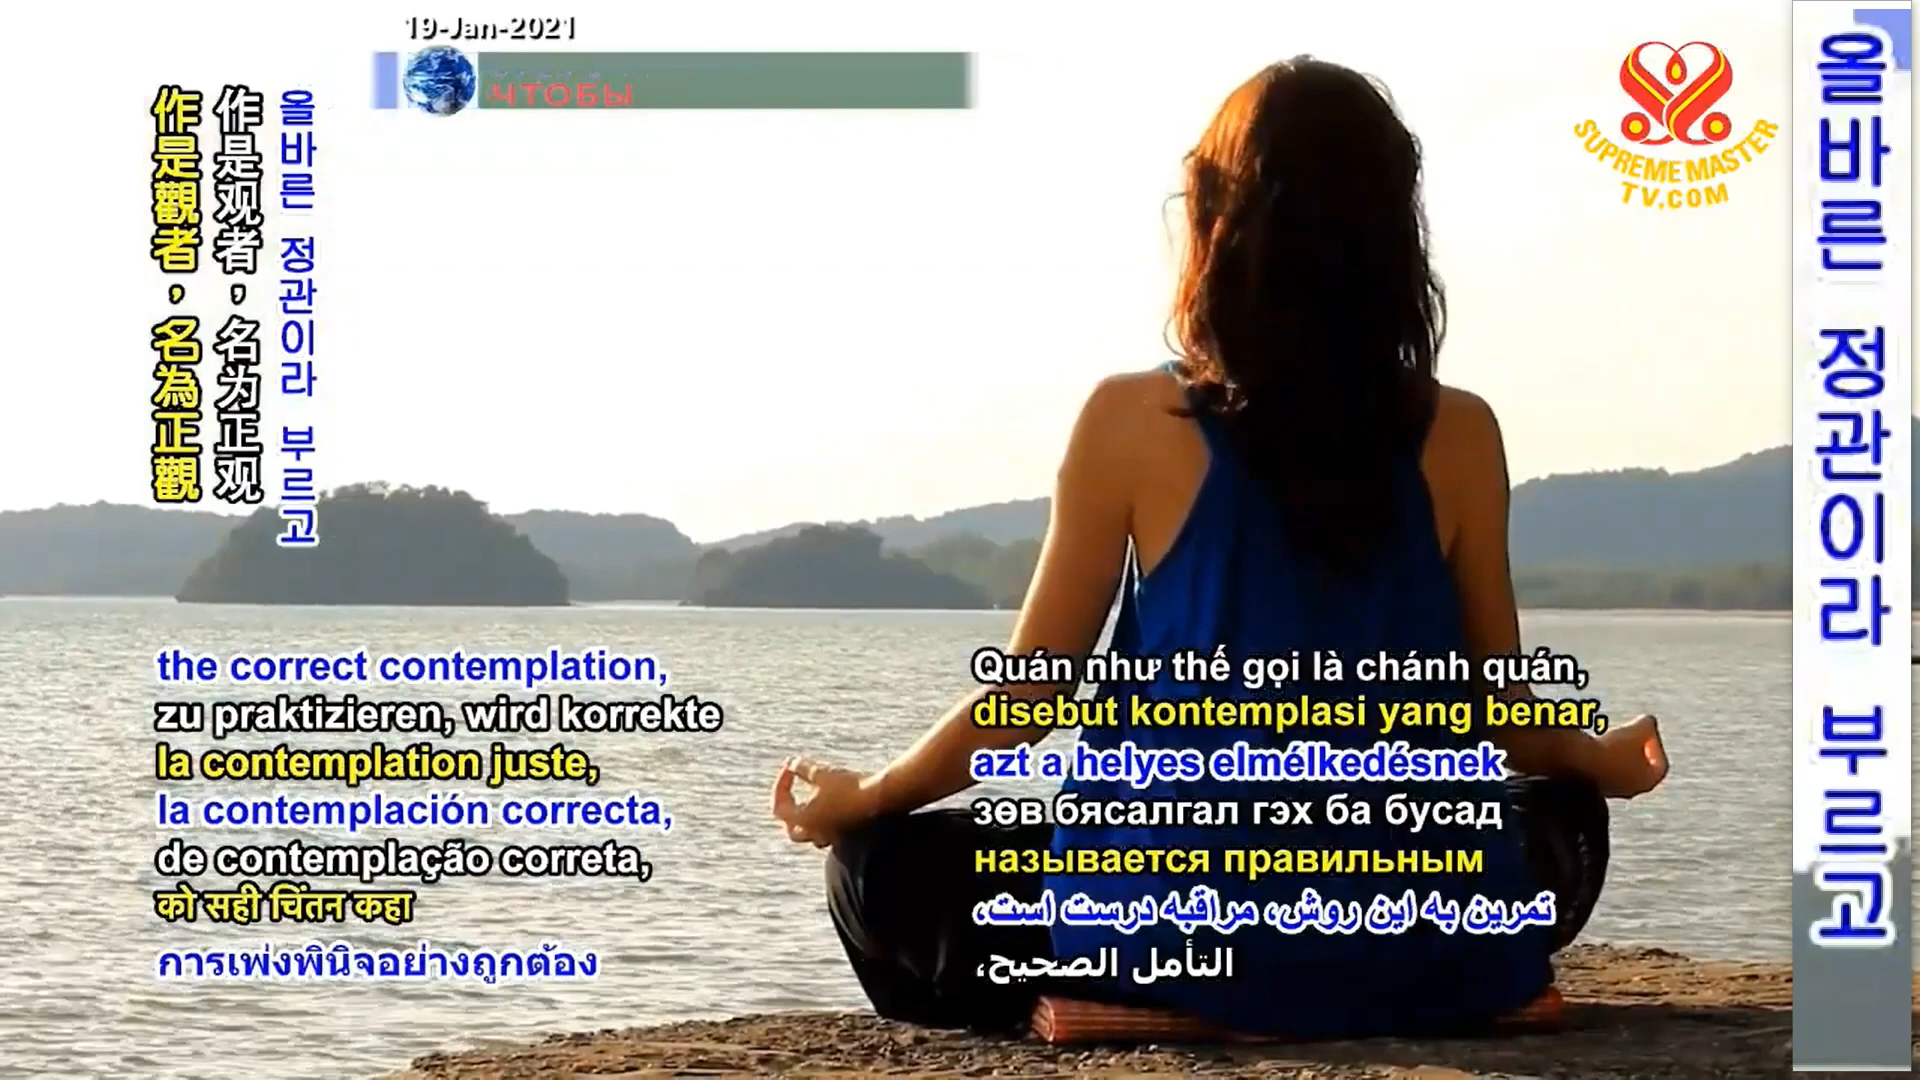 19-Jan-2021
чтобы
作是觀者，名為正觀
作是观者，名为正观
올바른 정관이라 부르고
SUPREME MASTER
TV.COM
올바른 정관이라 부르고
the correct contemplation,
zu praktizieren, wird korrekte
la contemplation juste,
la contemplación correcta,
de contemplação correta,
को सही चिंतन कहा
การเพ่งพินิจอย่างถูกต้อง
Quán như thế gọi là chánh quán,
disebut kontemplasi yang benar,
azt a helyes elmélkedésnek
зөв бясалгал гэх ба бусад
называется правильным
تمرین به این روش، مراقبه درست است،
التأمل الصحيح،